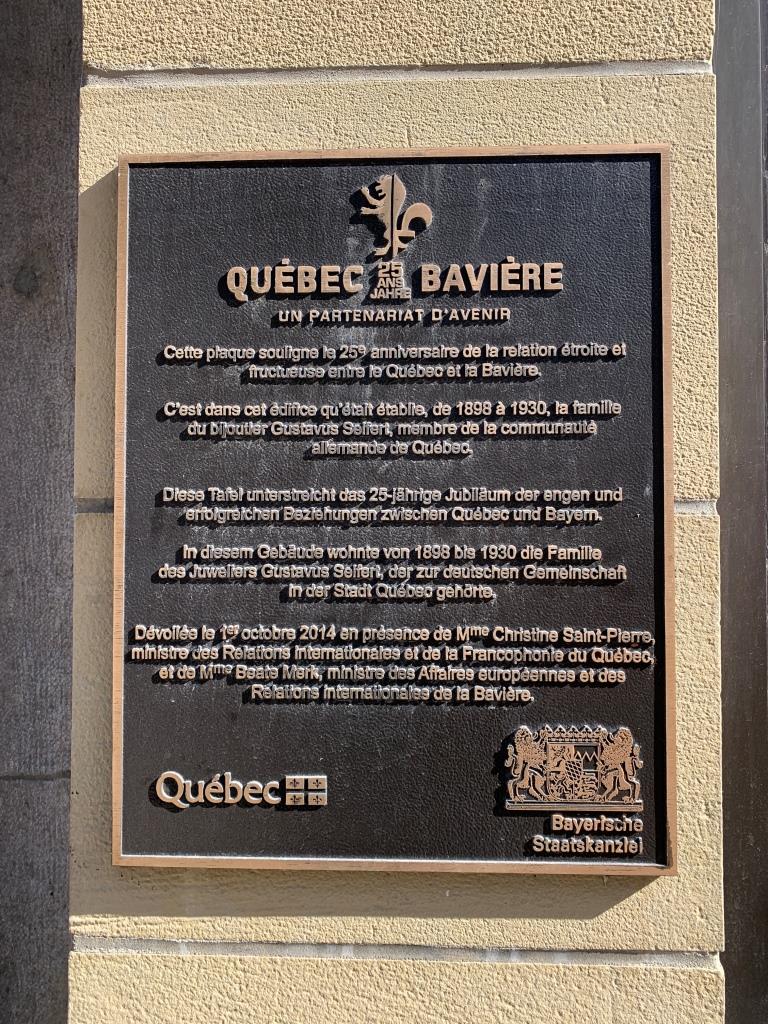 QUÉBEC 25 ANS JAHRE BAVIÈRE
UN PARTENARIAT D'AVENIR
Cette plaque souligne le 25e anniversaire de la relation étroite et
fructueuse entre le Québec et la Bavière.
C'est dans cet édifice qu'était établie, de 1898 à 1930, la famille
du bijoutier Gustavus Seifert, membre de la communauté
allemande de Québec.
Diese Tafel unterstreicht das 25-jährige Jubiläum der engen und
erfolgreichen Beziehungen zwischen Québec und Bayern.
In diesem Gebäude wohnte von 1898 bis 1930 die Familie
des Juweliers Gustavus Seifert, der zur deutschen Gemeinschaft
in der Stadt Québec gehörte.
Dévoilée le 1er octobre 2014 en présence de Mme Christine Saint-Pierre,
ministre des Relations internationales et de la Francophonie du Québec,
et de Mme Beate Merk, ministre des Affaires européennes et des
Relations internationales de la Bavière.
Québec
Bayerische
Staatskanzlei